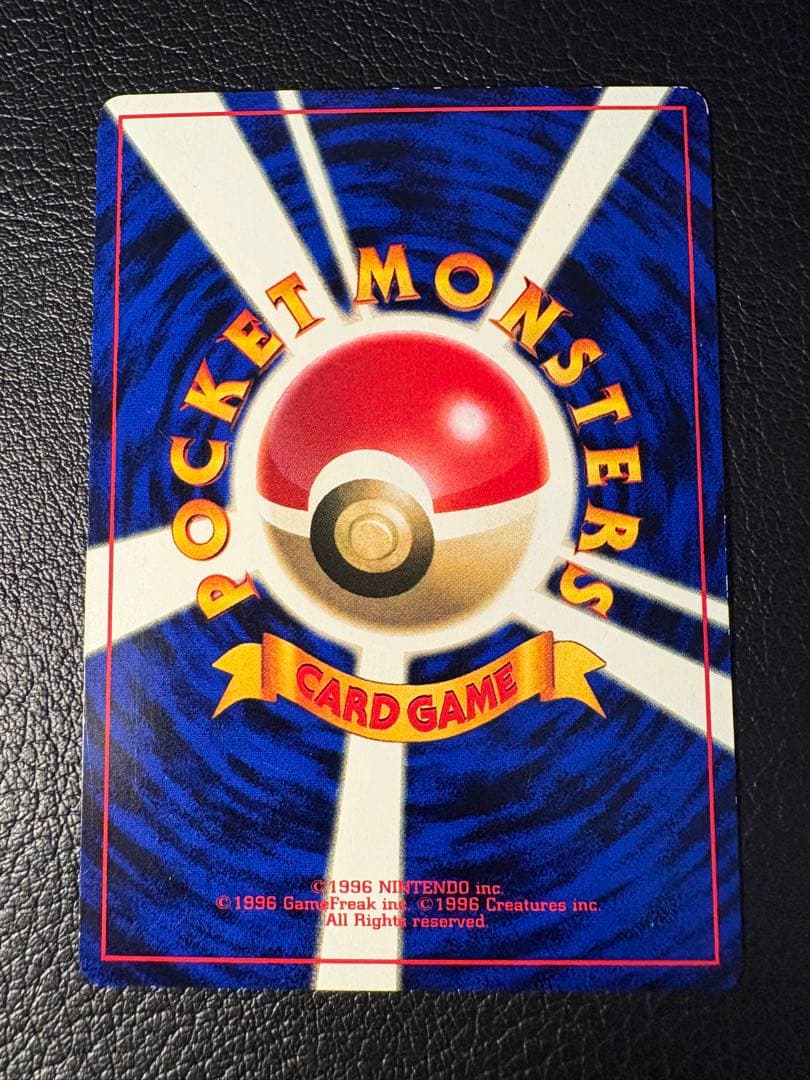 POCKET MONSTERS
CARD GAME
©1996 NINTENDO inc.
©1996 GameFreak inc. ©1996 Creatures inc.
All Rights reserved.